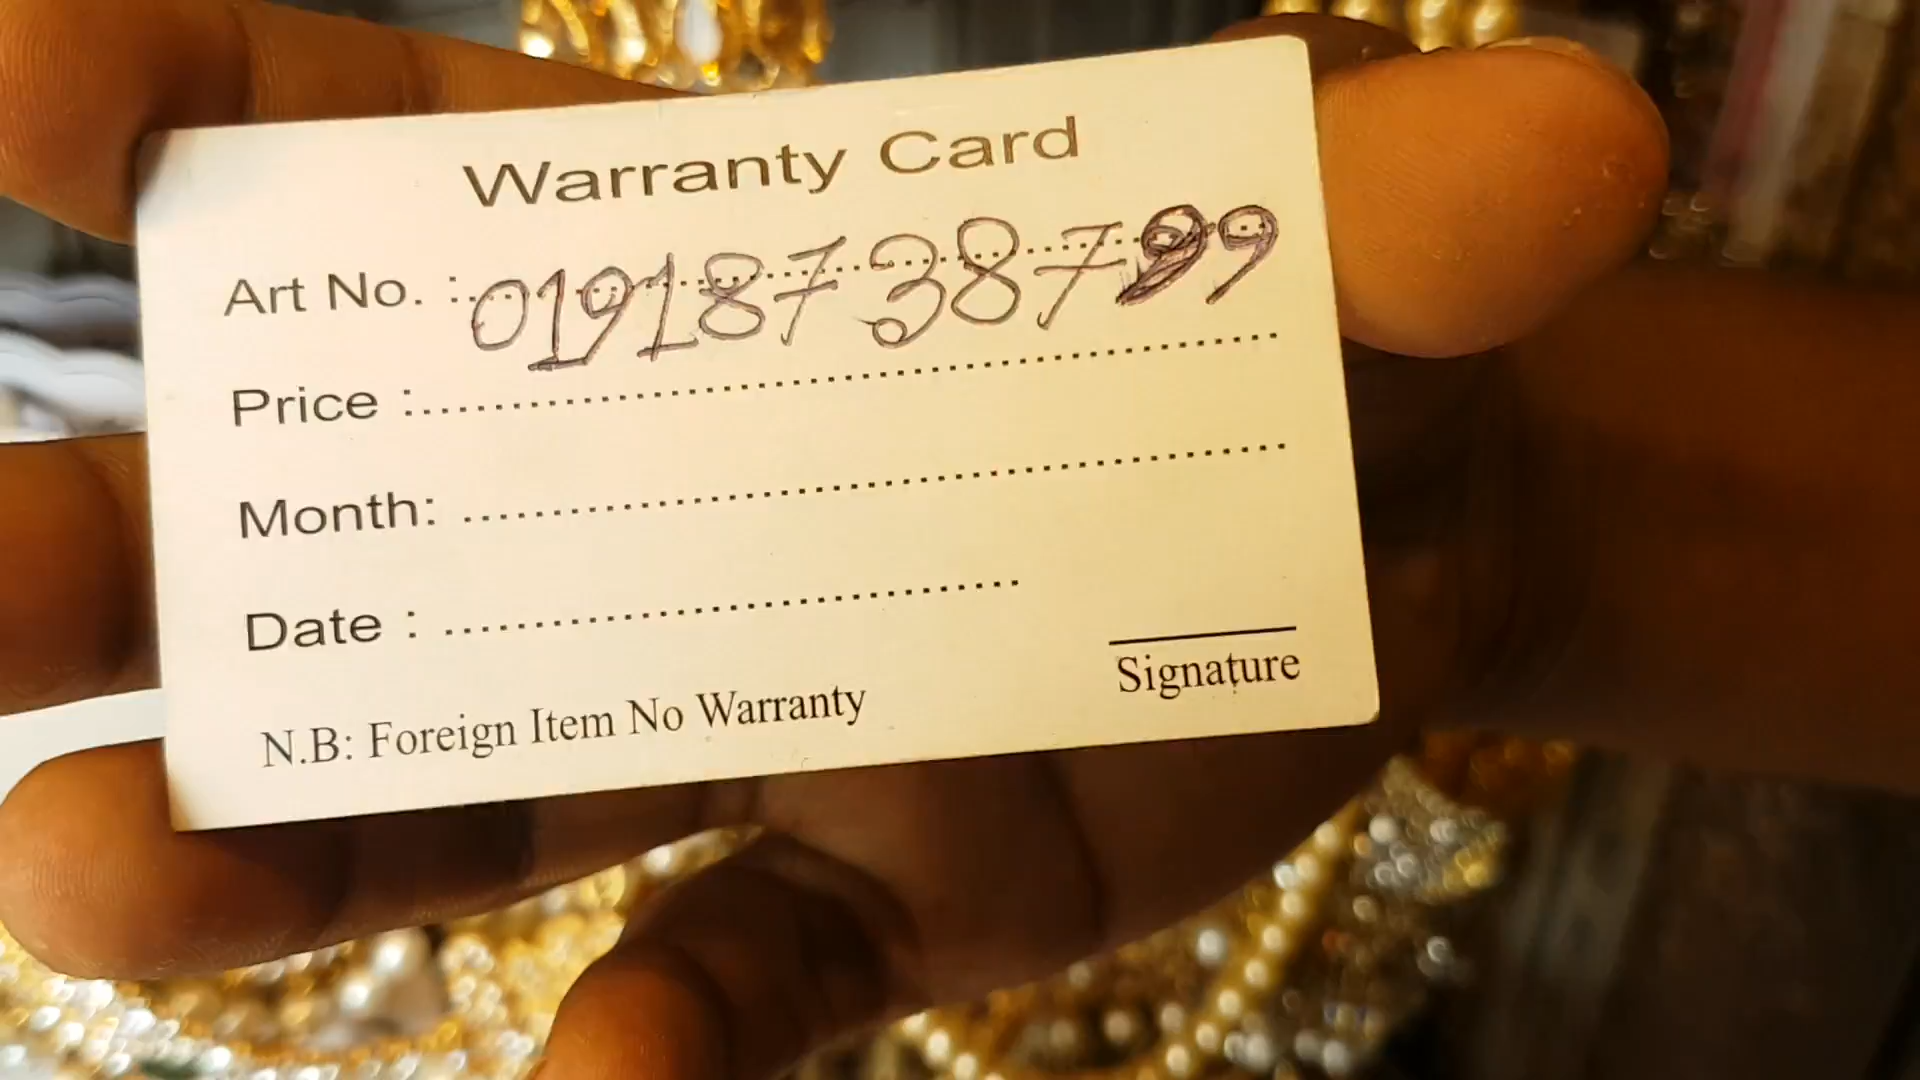 Warranty Card
Art No. : 01918738799
Price :
Month:
Date :
Signature
N.B: Foreign Item No Warranty